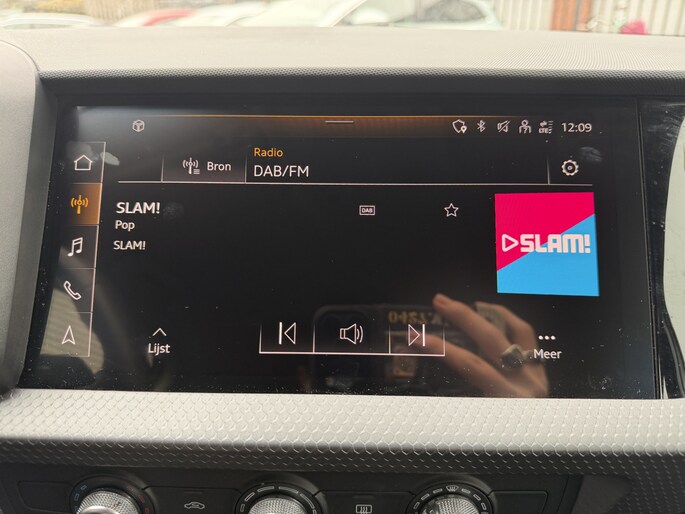 12:09
Bron
Radio
DAB/FM
SLAM!
DAB
Pop
SLAM!
SLAM!
Lijst
Meer